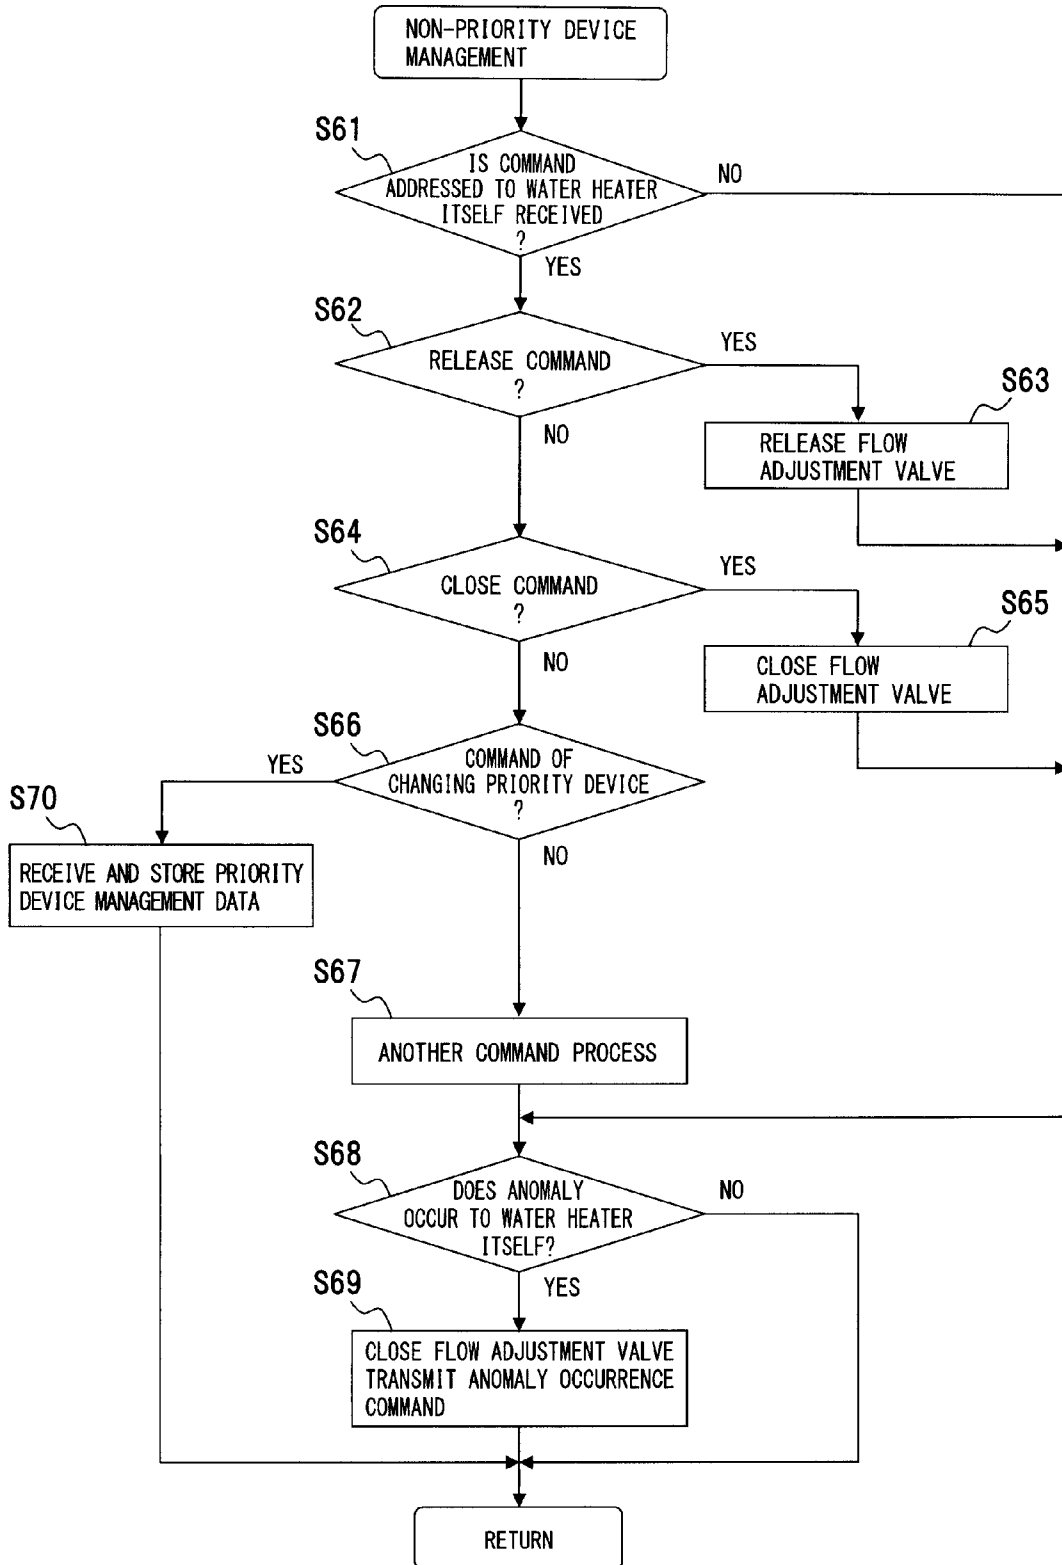 NON-PRIORITY DEVICE
MANAGEMENT
S61
IS COMMAND
ADDRESSED TO WATER HEATER
ITSELF RECEIVED
?
NO
YES
S62
RELEASE COMMAND
?
YES
NO
S63
RELEASE FLOW
ADJUSTMENT VALVE
S64
CLOSE COMMAND
?
YES
NO
S65
CLOSE FLOW
ADJUSTMENT VALVE
S66
COMMAND OF
CHANGING PRIORITY DEVICE
?
YES
NO
S70
RECEIVE AND STORE PRIORITY
DEVICE MANAGEMENT DATA
S67
ANOTHER COMMAND PROCESS
S68
DOES ANOMALY
OCCUR TO WATER HEATER
ITSELF?
NO
YES
S69
CLOSE FLOW ADJUSTMENT VALVE
TRANSMIT ANOMALY OCCURRENCE
COMMAND
RETURN